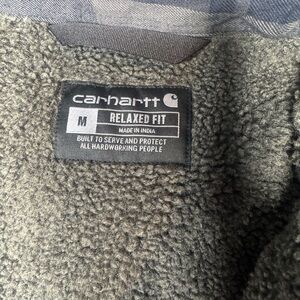 carhartt
M RELAXED FIT
MADE IN INDIA
BUILT TO SERVE AND PROTECT
ALL HARDWORKING PEOPLE